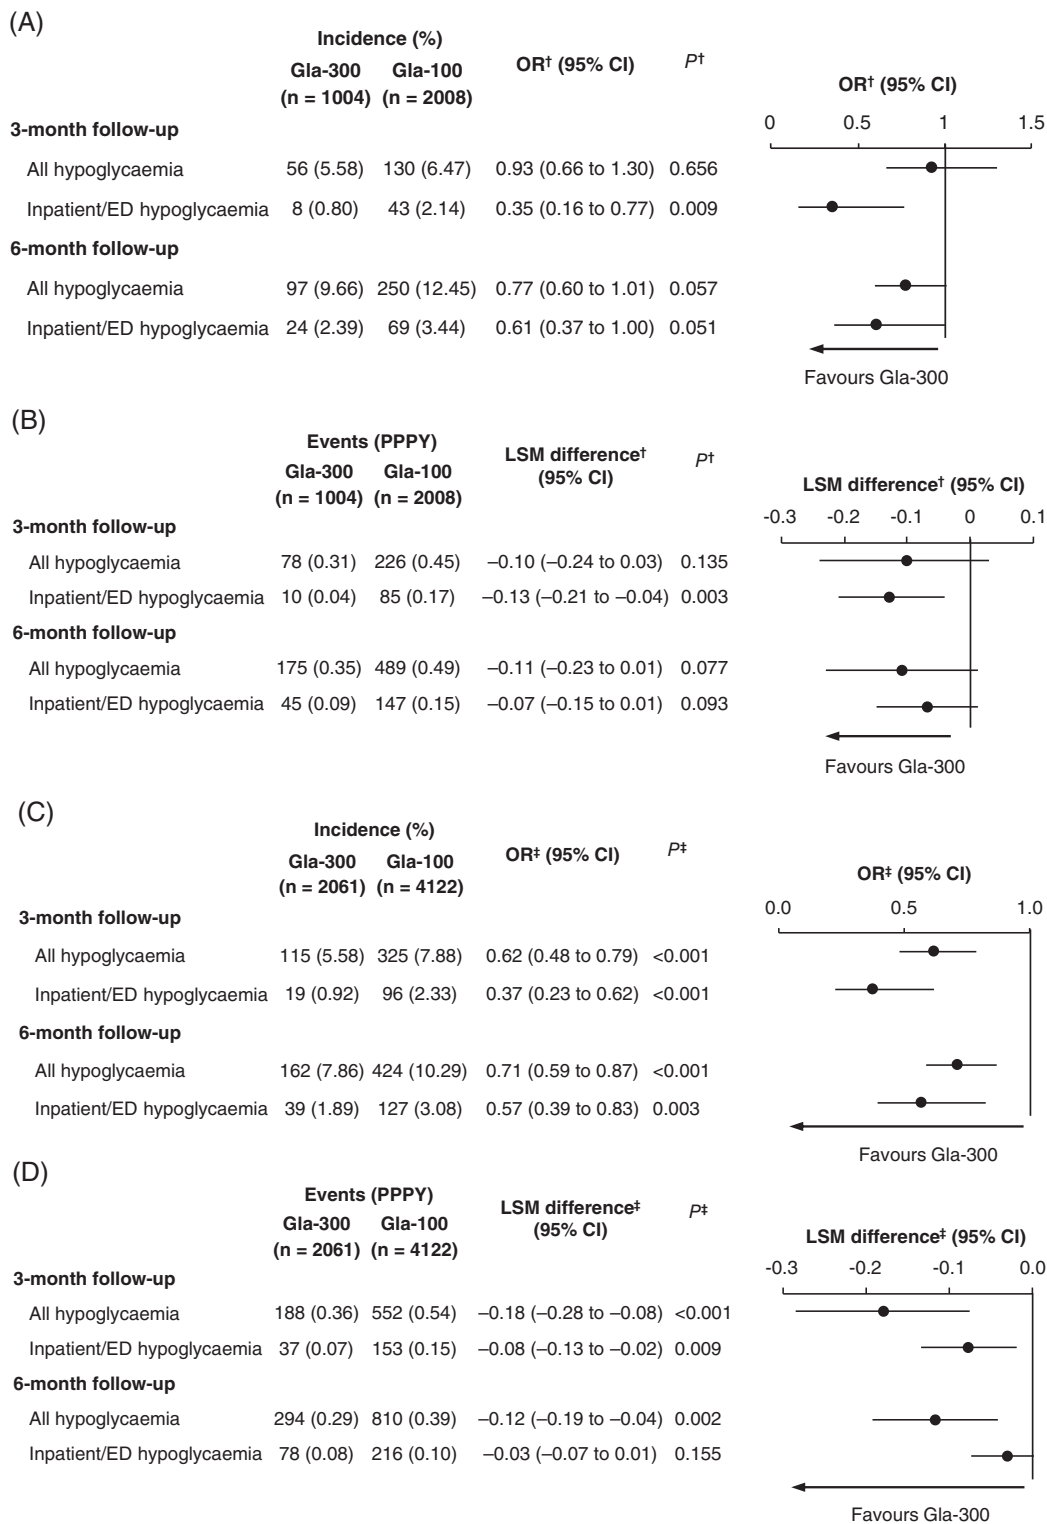 (A)
Incidence (%)
Gla-300 Gla-100 OR† (95% CI) P†
(n = 1004) (n = 2008)
OR† (95% CI)
0 0.5 1 1.5
3-month follow-up
All hypoglycaemia 56 (5.58) 130 (6.47) 0.93 (0.66 to 1.30) 0.656
Inpatient/ED hypoglycaemia 8 (0.80) 43 (2.14) 0.35 (0.16 to 0.77) 0.009
6-month follow-up
All hypoglycaemia 97 (9.66) 250 (12.45) 0.77 (0.60 to 1.01) 0.057
Inpatient/ED hypoglycaemia 24 (2.39) 69 (3.44) 0.61 (0.37 to 1.00) 0.051
Favours Gla-300
(B)
Events (PPPY) LSM difference† P†
Gla-300 Gla-100 (95% CI)
(n = 1004) (n = 2008)
LSM difference† (95% CI)
-0.3 -0.2 -0.1 0 0.1
3-month follow-up
All hypoglycaemia 78 (0.31) 226 (0.45) –0.10 (–0.24 to 0.03) 0.135
Inpatient/ED hypoglycaemia 10 (0.04) 85 (0.17) –0.13 (–0.21 to –0.04) 0.003
6-month follow-up
All hypoglycaemia 175 (0.35) 489 (0.49) –0.11 (–0.23 to 0.01) 0.077
Inpatient/ED hypoglycaemia 45 (0.09) 147 (0.15) –0.07 (–0.15 to 0.01) 0.093
Favours Gla-300
(C)
Incidence (%)
Gla-300 Gla-100 OR‡ (95% CI) P‡
(n = 2061) (n = 4122)
OR‡ (95% CI)
0.0 0.5 1.0
3-month follow-up
All hypoglycaemia 115 (5.58) 325 (7.88) 0.62 (0.48 to 0.79) <0.001
Inpatient/ED hypoglycaemia 19 (0.92) 96 (2.33) 0.37 (0.23 to 0.62) <0.001
6-month follow-up
All hypoglycaemia 162 (7.86) 424 (10.29) 0.71 (0.59 to 0.87) <0.001
Inpatient/ED hypoglycaemia 39 (1.89) 127 (3.08) 0.57 (0.39 to 0.83) 0.003
Favours Gla-300
(D)
Events (PPPY) LSM difference‡ P‡
Gla-300 Gla-100 (95% CI)
(n = 2061) (n = 4122)
LSM difference‡ (95% CI)
-0.3 -0.2 -0.1 0.0
3-month follow-up
All hypoglycaemia 188 (0.36) 552 (0.54) –0.18 (–0.28 to –0.08) <0.001
Inpatient/ED hypoglycaemia 37 (0.07) 153 (0.15) –0.08 (–0.13 to –0.02) 0.009
6-month follow-up
All hypoglycaemia 294 (0.29) 810 (0.39) –0.12 (–0.19 to –0.04) 0.002
Inpatient/ED hypoglycaemia 78 (0.08) 216 (0.10) –0.03 (–0.07 to 0.01) 0.155
Favours Gla-300